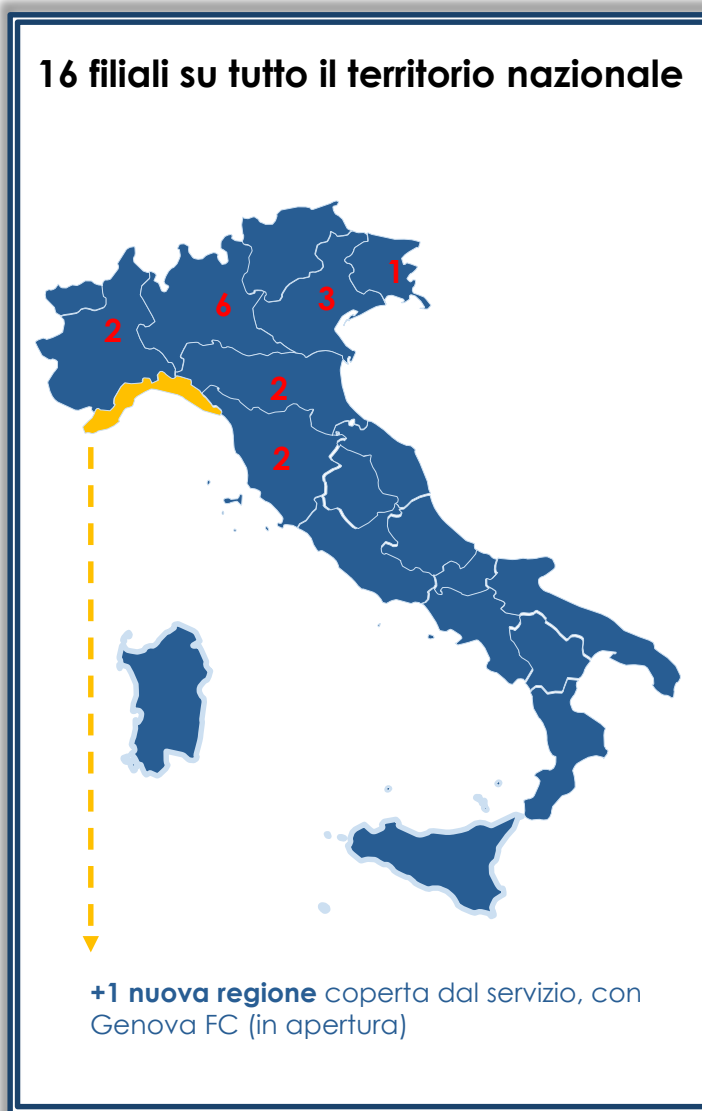 16 filiali su tutto il territorio nazionale
1
3
6
2
2
2
+1 nuova regione coperta dal servizio, con
Genova FC (in apertura)